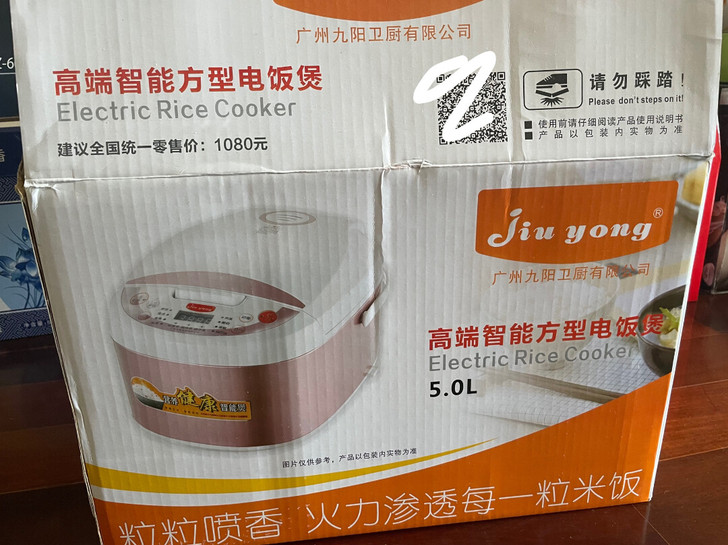 广州九阳卫厨有限公司
高端智能方型电饭煲
Electric Rice Cooker
建议全国统一零售价：1080元
请勿踩踏！
Please don't steps on it!
■ 使用前请仔细阅读产品使用说明书
■ 产品以包装内实物为准
Jiu yong®
广州九阳卫厨有限公司
高端智能方型电饭煲
Electric Rice Cooker
5.0L
Jiu yong
健康
智能煲
图片仅供参考，产品以包装内实物为准
粒粒喷香 火力渗透每一粒米饭